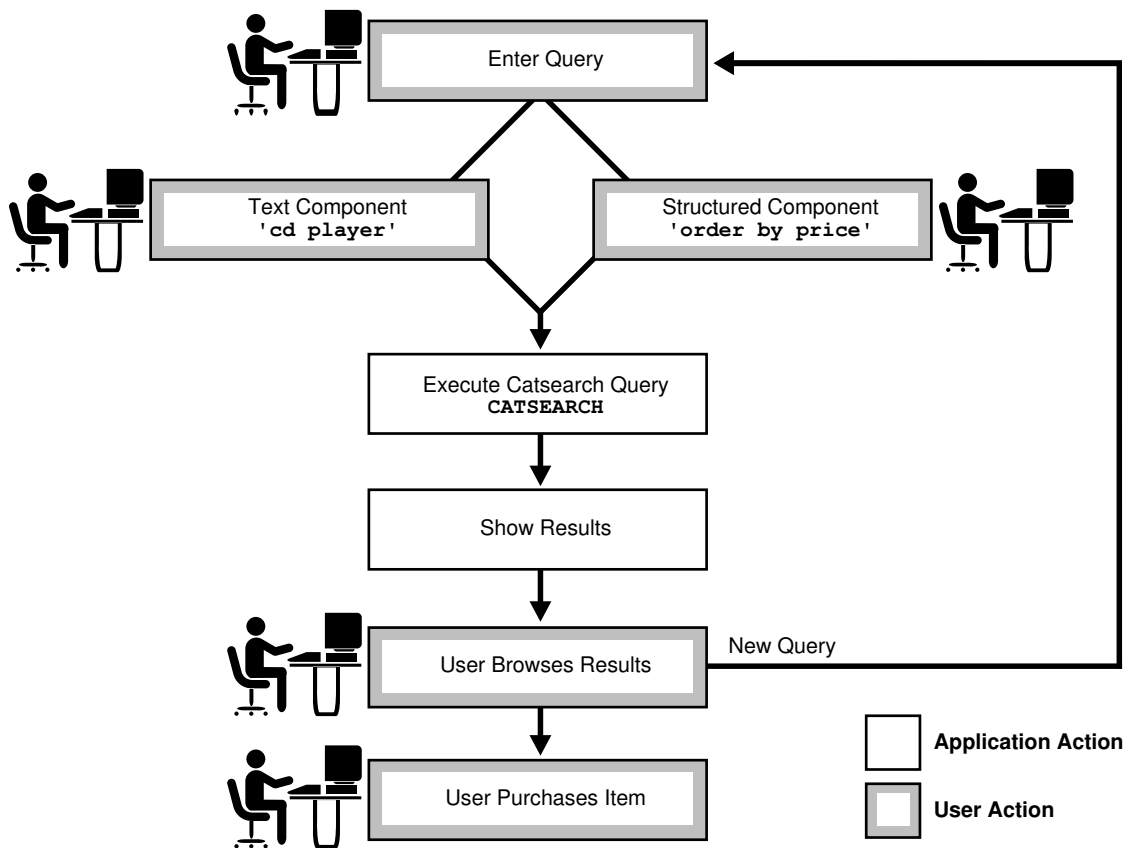 Enter Query
Text Component
'cd player'
Structured Component
'order by price'
Execute Catsearch Query
CATSEARCH
Show Results
User Browses Results
New Query
User Purchases Item
Application Action
User Action